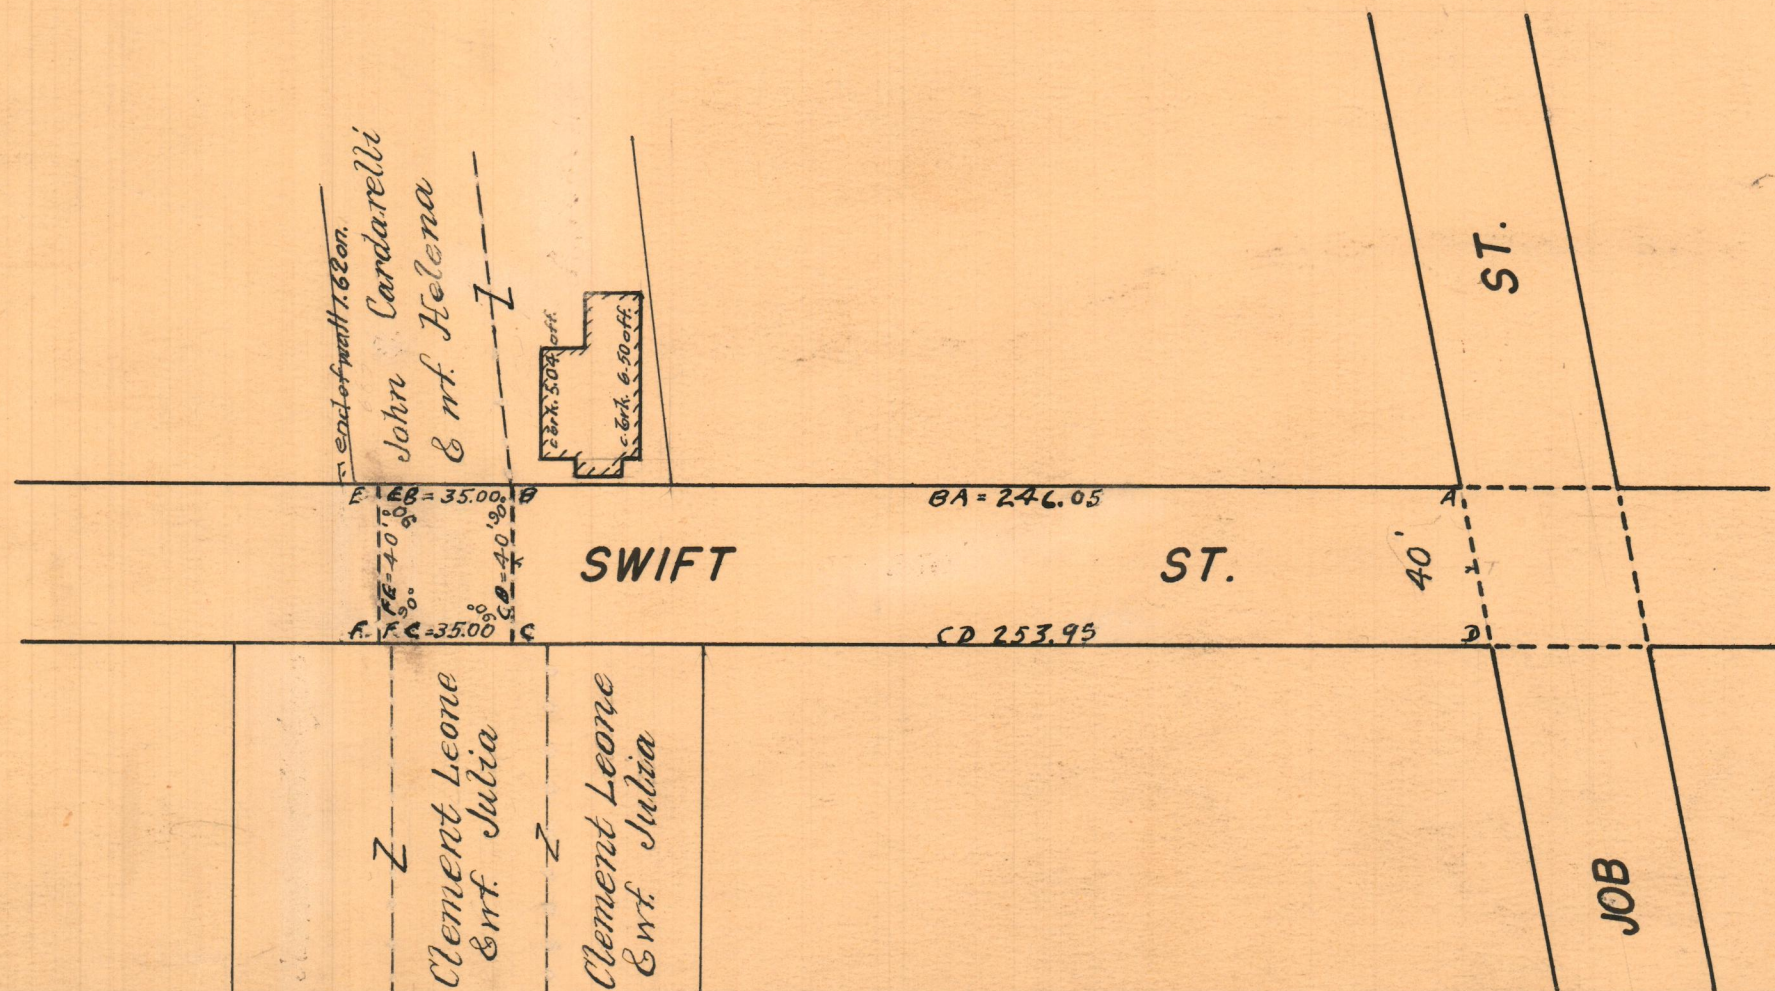 end of wall 1.62 on.
John Cardarelli
& wf. Helena
c. brk. 5.04 off.
c. brk. 6.50 off.
ST.
E EB = 35.00 B
90°
90°
BA = 246.05
A
FE = 40'
CB = 40'
SWIFT ST.
40'
90°
90°
F FC = 35.00 C
CD 253.95
D
Clement Leone
& wf. Julia
Clement Leone
& wf. Julia
JOB